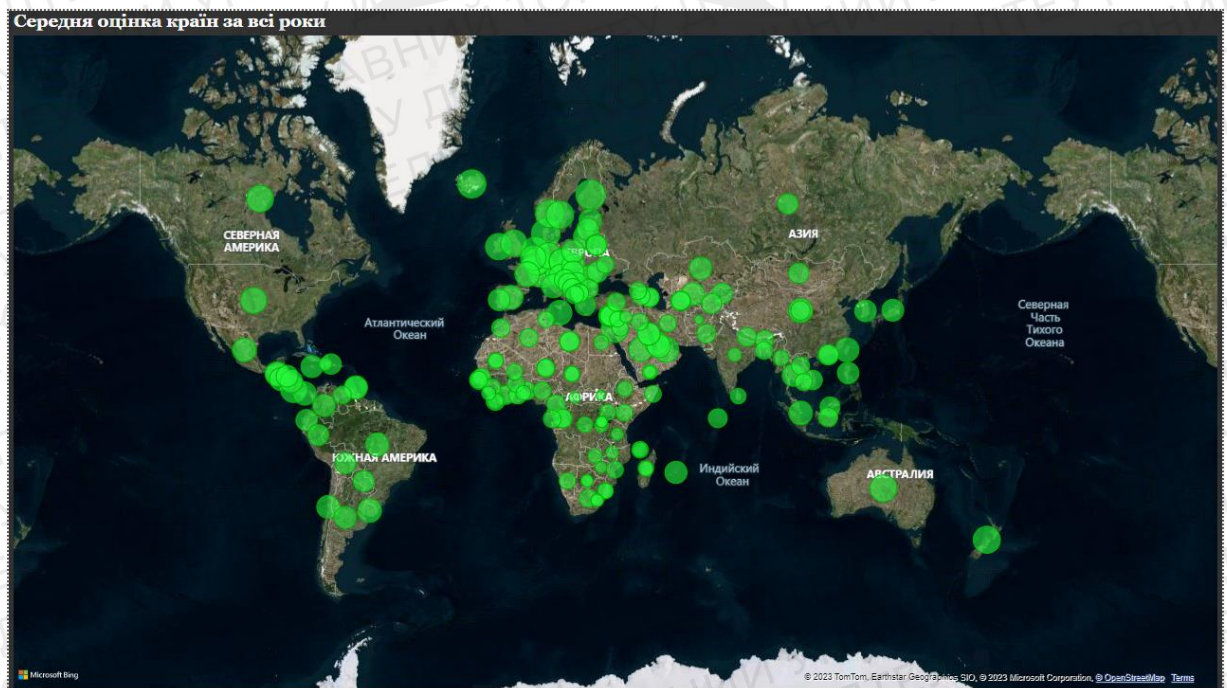 Середня оцінка країн за всі роки
СЕВЕРНАЯ
АМЕРИКА
АЗИЯ
Атлантический
Океан
Северная
Часть
Тихого
Океана
АФРИКА
ЮЖНАЯ АМЕРИКА
Индийский
Океан
АВСТРАЛИЯ
Microsoft Bing
© 2023 TomTom, Earthstar Geographics SIO, © 2023 Microsoft Corporation, © OpenStreetMap Terms